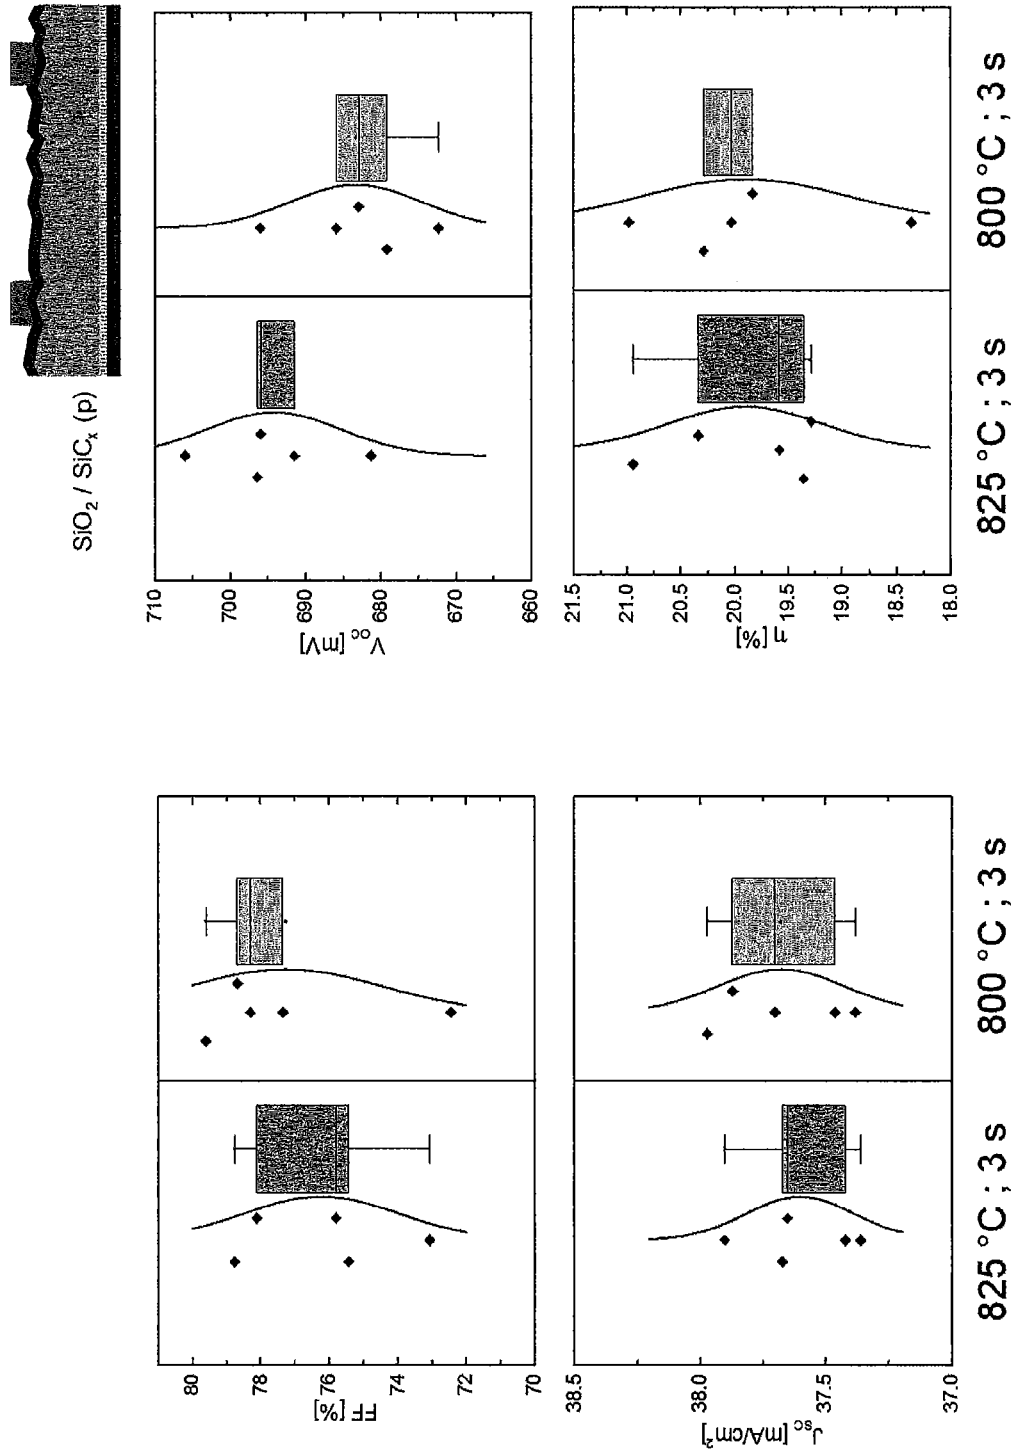 SiO₂ / SiCₓ (p)
FF [%]
80
78
76
74
72
70
V_oc [mV]
710
700
690
680
670
660
J_sc [mA/cm²]
38.5
38.0
37.5
37.0
825 °C ; 3 s
800 °C ; 3 s
η [%]
21.5
21.0
20.5
20.0
19.5
19.0
18.5
18.0
825 °C ; 3 s
800 °C ; 3 s